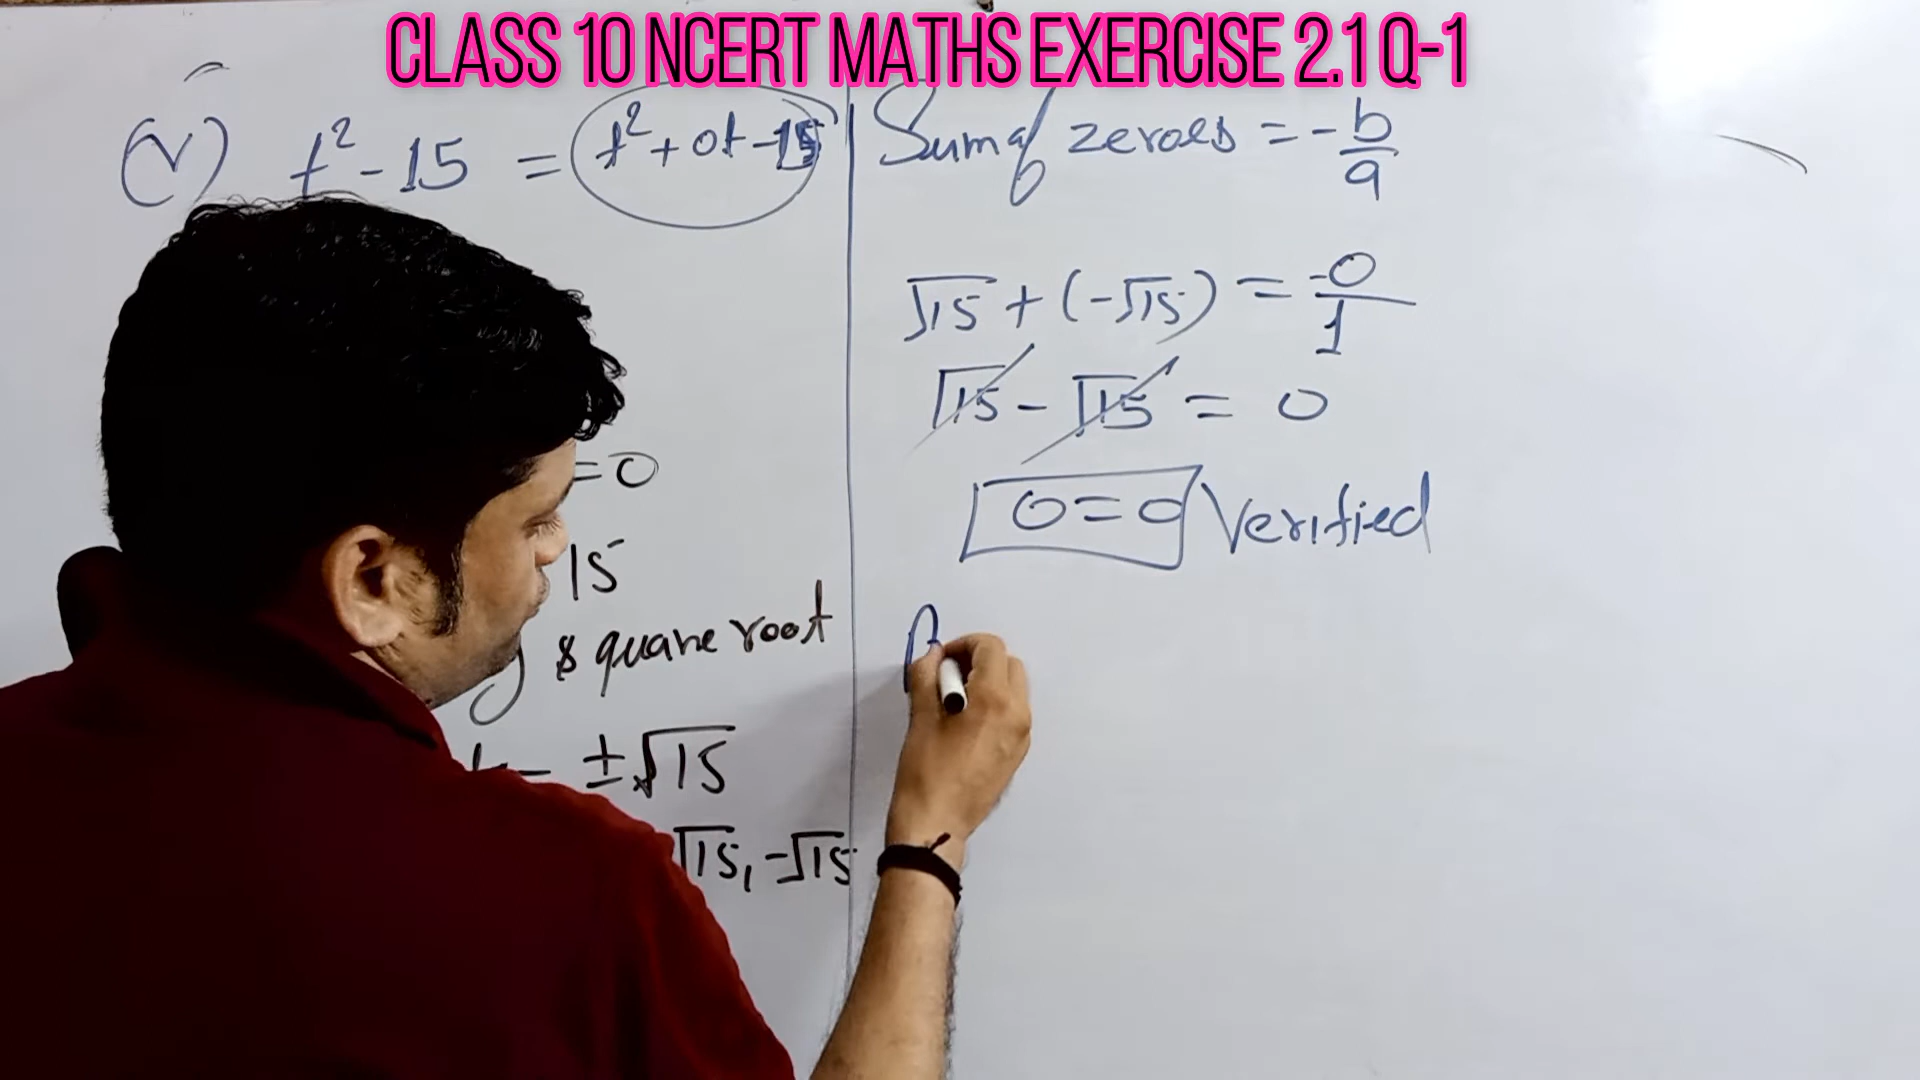 CLASS 10 NCERT MATHS EXERCISE 2.1 Q-1
(v) t² - 15 = t² + 0t - 15
=0
15
square root
± √15
√15, -√15
Sum of zeroes = -b/a
√15 + (-√15) = -0/1
√15 - √15 = 0
0=0 Verified